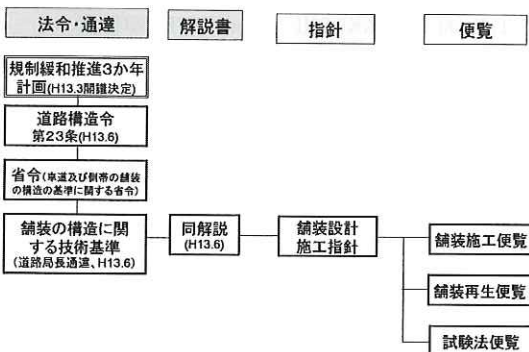 法令・通達
解説書
指針
便覧
規制緩和推進3か年
計画(H13.3閣議決定)
道路構造令
第23条(H13.6)
省令(車道及び側帯の舗装
の構造の基準に関する省令)
舗装の構造に関
する技術基準
(道路局長通達、H13.6)
同解説
(H13.6)
舗装設計
施工指針
舗装施工便覧
舗装再生便覧
試験法便覧